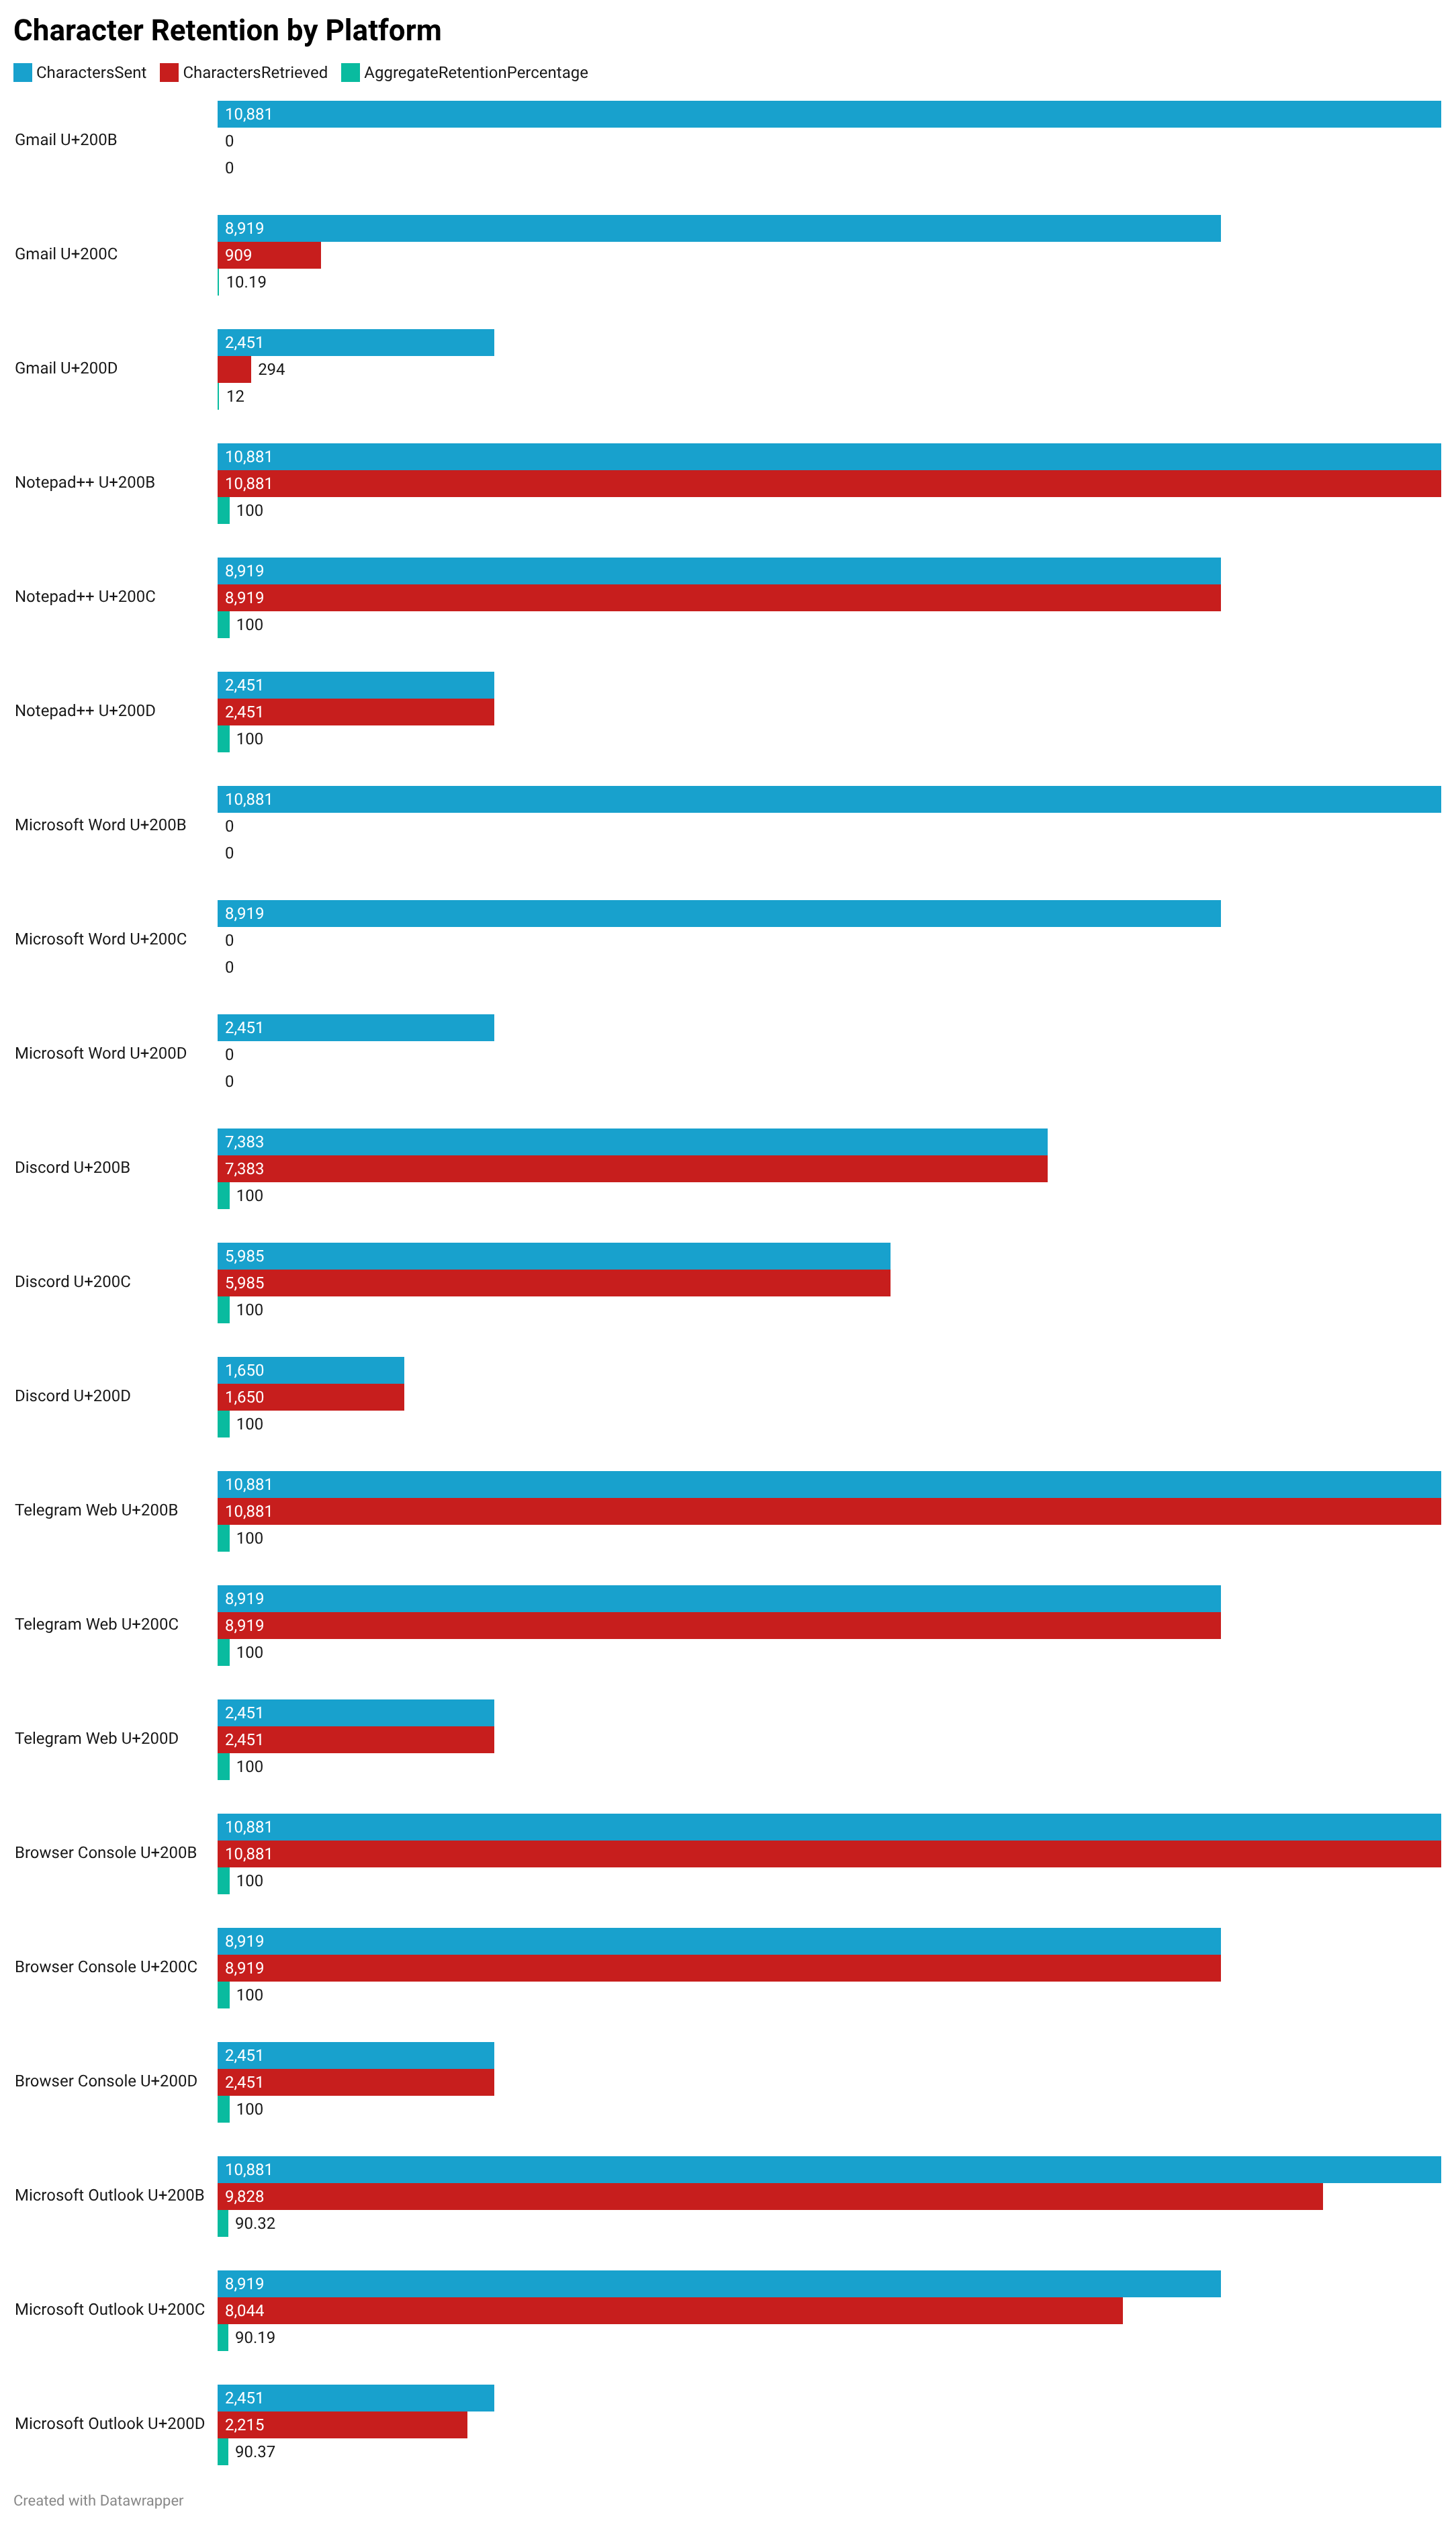 Character Retention by Platform
CharactersSent CharactersRetrieved AggregateRetentionPercentage
Gmail U+200B
10,881
0
0
Gmail U+200C
8,919
909
10.19
Gmail U+200D
2,451
294
12
Notepad++ U+200B
10,881
10,881
100
Notepad++ U+200C
8,919
8,919
100
Notepad++ U+200D
2,451
2,451
100
Microsoft Word U+200B
10,881
0
0
Microsoft Word U+200C
8,919
0
0
Microsoft Word U+200D
2,451
0
0
Discord U+200B
7,383
7,383
100
Discord U+200C
5,985
5,985
100
Discord U+200D
1,650
1,650
100
Telegram Web U+200B
10,881
10,881
100
Telegram Web U+200C
8,919
8,919
100
Telegram Web U+200D
2,451
2,451
100
Browser Console U+200B
10,881
10,881
100
Browser Console U+200C
8,919
8,919
100
Browser Console U+200D
2,451
2,451
100
Microsoft Outlook U+200B
10,881
9,828
90.32
Microsoft Outlook U+200C
8,919
8,044
90.19
Microsoft Outlook U+200D
2,451
2,215
90.37
Created with Datawrapper